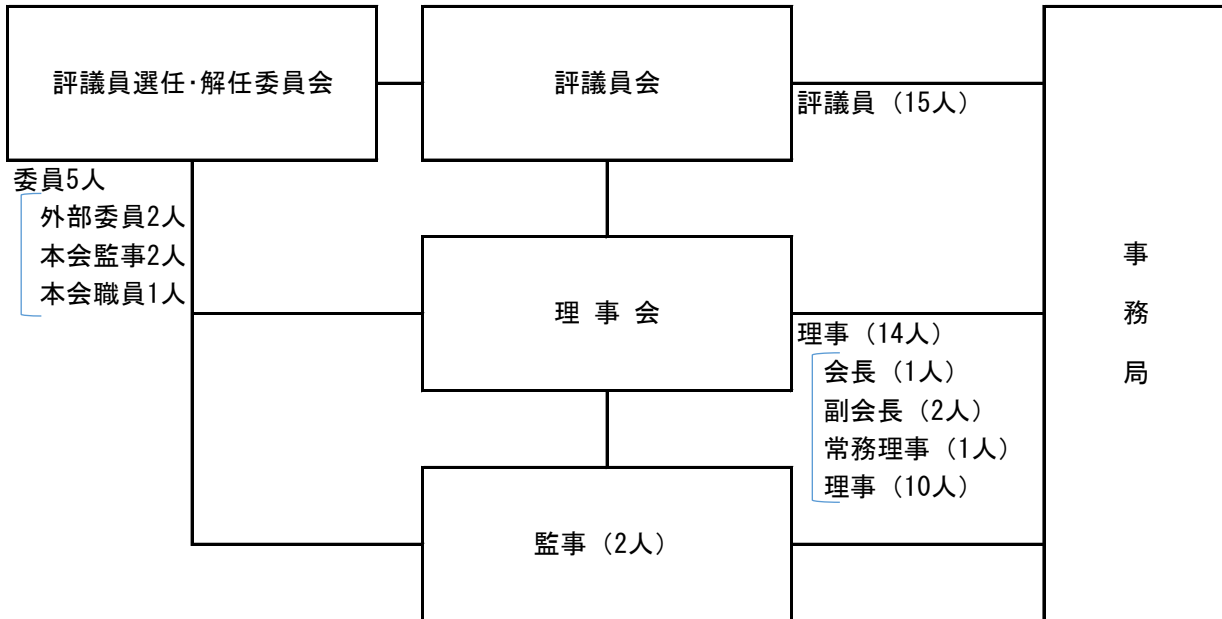 評議員選任・解任委員会
委員5人
外部委員2人
本会監事2人
本会職員1人
評議員会
評議員（15人）
理事会
理事（14人）
会長（1人）
副会長（2人）
常務理事（1人）
理事（10人）
監事（2人）
事務局